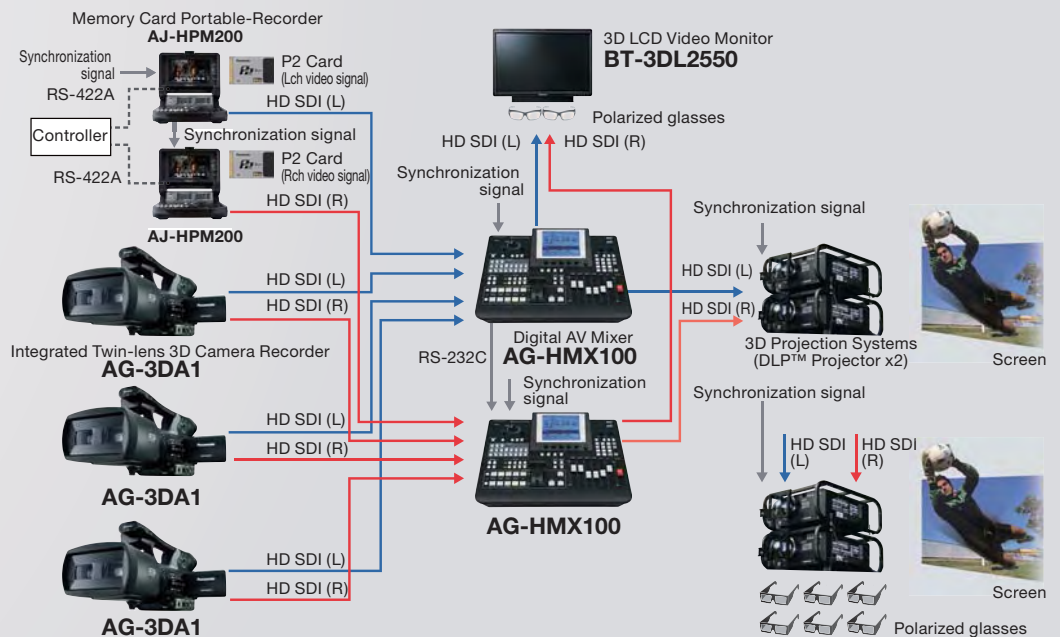 Memory Card Portable-Recorder
AJ-HPM200
Synchronization
signal
P2 Card
(Lch video signal)
RS-422A
HD SDI (L)
Controller
Synchronization signal
RS-422A
P2 Card
(Rch video signal)
HD SDI (R)
AJ-HPM200
HD SDI (L)
HD SDI (R)
Integrated Twin-lens 3D Camera Recorder
AG-3DA1
HD SDI (L)
HD SDI (R)
AG-3DA1
HD SDI (L)
HD SDI (R)
AG-3DA1
3D LCD Video Monitor
BT-3DL2550
Polarized glasses
HD SDI (L)
HD SDI (R)
Synchronization
signal
Digital AV Mixer
AG-HMX100
RS-232C
Synchronization
signal
AG-HMX100
Synchronization signal
HD SDI (L)
HD SDI (R)
3D Projection Systems
(DLP™ Projector x2)
Screen
Synchronization signal
HD SDI
(L)
HD SDI
(R)
Screen
Polarized glasses